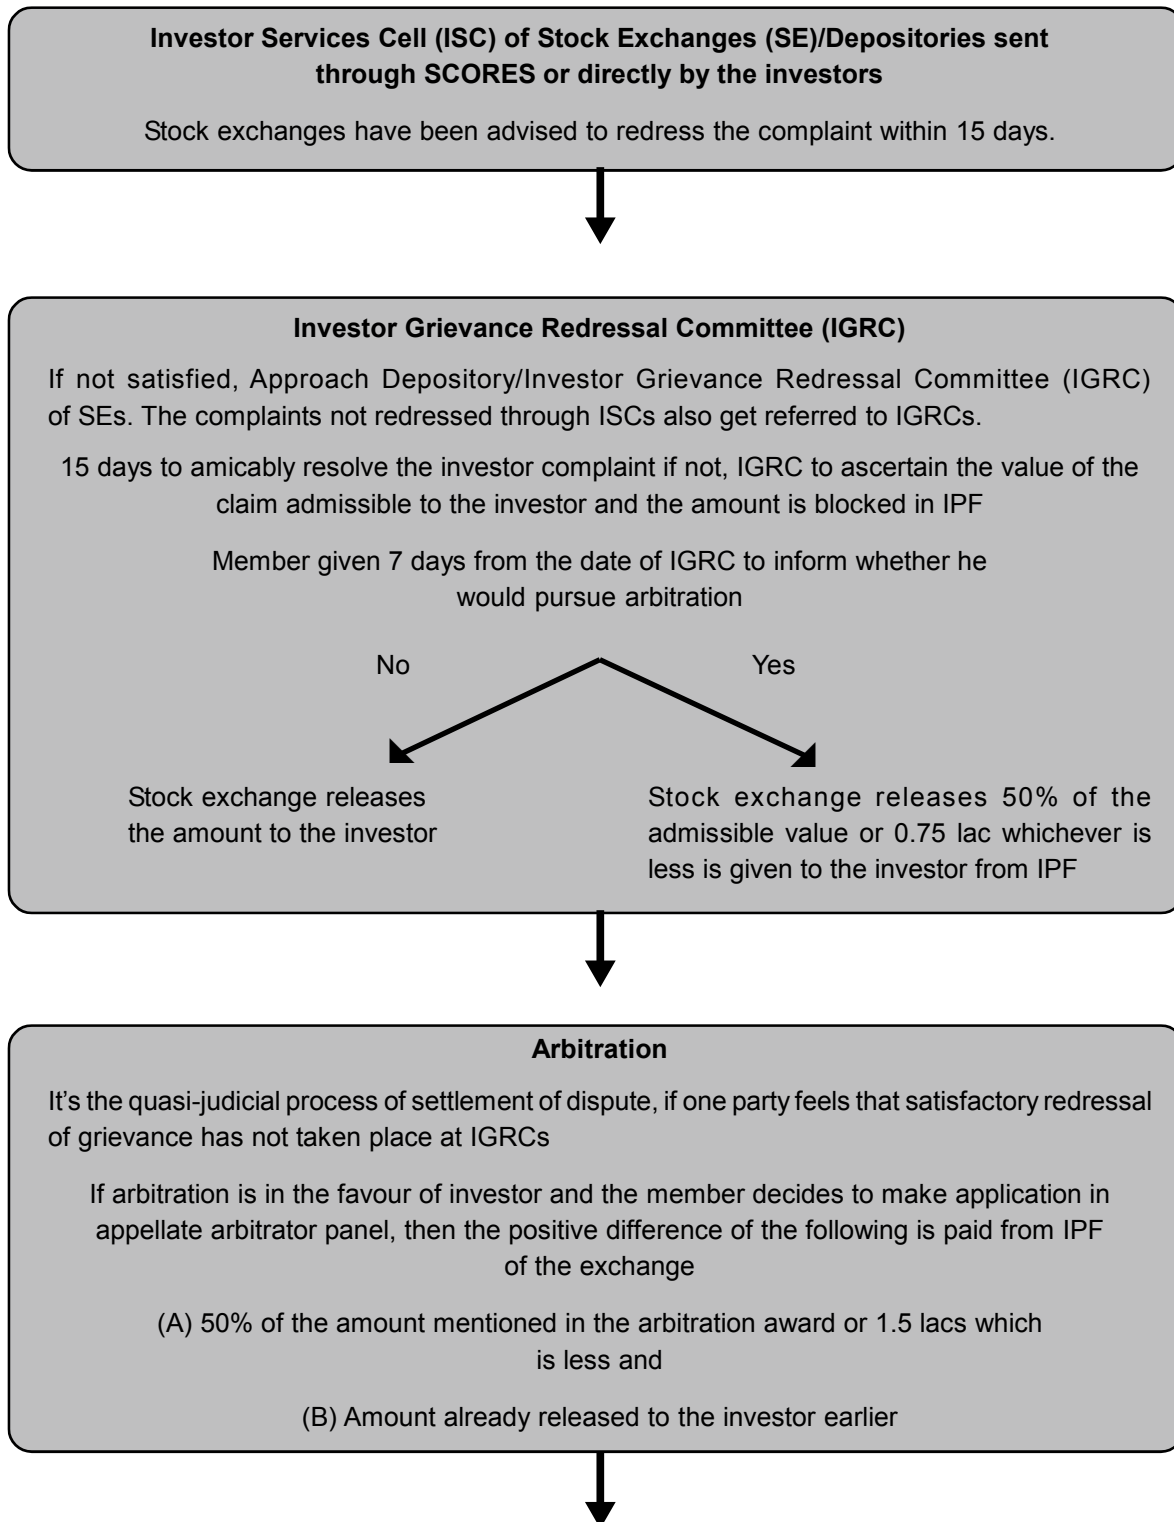 Investor Services Cell (ISC) of Stock Exchanges (SE)/Depositories sent
through SCORES or directly by the investors
Stock exchanges have been advised to redress the complaint within 15 days.
Investor Grievance Redressal Committee (IGRC)
If not satisfied, Approach Depository/Investor Grievance Redressal Committee (IGRC)
of SEs. The complaints not redressed through ISCs also get referred to IGRCs.
15 days to amicably resolve the investor complaint if not, IGRC to ascertain the value of the
claim admissible to the investor and the amount is blocked in IPF
Member given 7 days from the date of IGRC to inform whether he
would pursue arbitration
No
Yes
Stock exchange releases
the amount to the investor
Stock exchange releases 50% of the
admissible value or 0.75 lac whichever is
less is given to the investor from IPF
Arbitration
It’s the quasi-judicial process of settlement of dispute, if one party feels that satisfactory redressal
of grievance has not taken place at IGRCs
If arbitration is in the favour of investor and the member decides to make application in
appellate arbitrator panel, then the positive difference of the following is paid from IPF
of the exchange
(A) 50% of the amount mentioned in the arbitration award or 1.5 lacs which
is less and
(B) Amount already released to the investor earlier